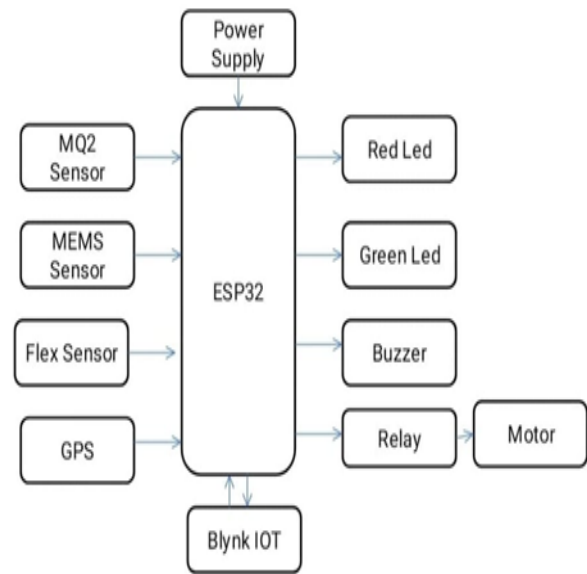 Power
Supply
MQ2
Sensor
Red Led
MEMS
Sensor
Green Led
ESP32
Flex Sensor
Buzzer
GPS
Relay
Motor
Blynk IOT